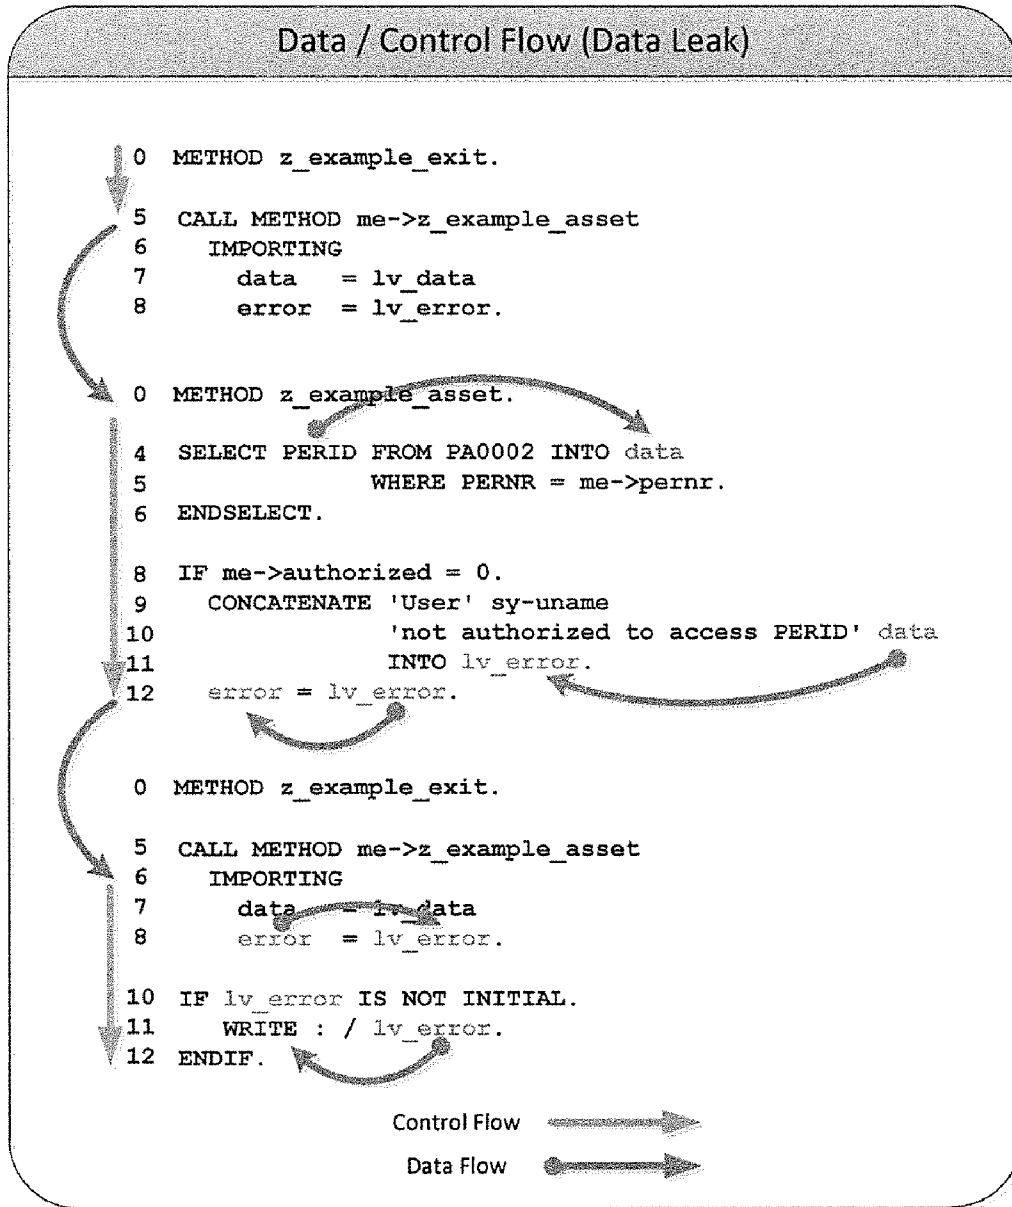 Data / Control Flow (Data Leak)
0 METHOD z_example_exit.
5 CALL METHOD me->z_example_asset
6 IMPORTING
7 data = lv_data
8 error = lv_error.
0 METHOD z_example_asset.
4 SELECT PERID FROM PA0002 INTO data
5 WHERE PERNR = me->pernr.
6 ENDSELECT.
8 IF me->authorized = 0.
9 CONCATENATE 'User' sy-uname
10 'not authorized to access PERID' data
11 INTO lv_error.
12 error = lv_error.
0 METHOD z_example_exit.
5 CALL METHOD me->z_example_asset
6 IMPORTING
7 data = lv_data
8 error = lv_error.
10 IF lv_error IS NOT INITIAL.
11 WRITE : / lv_error.
12 ENDIF.
Control Flow
Data Flow